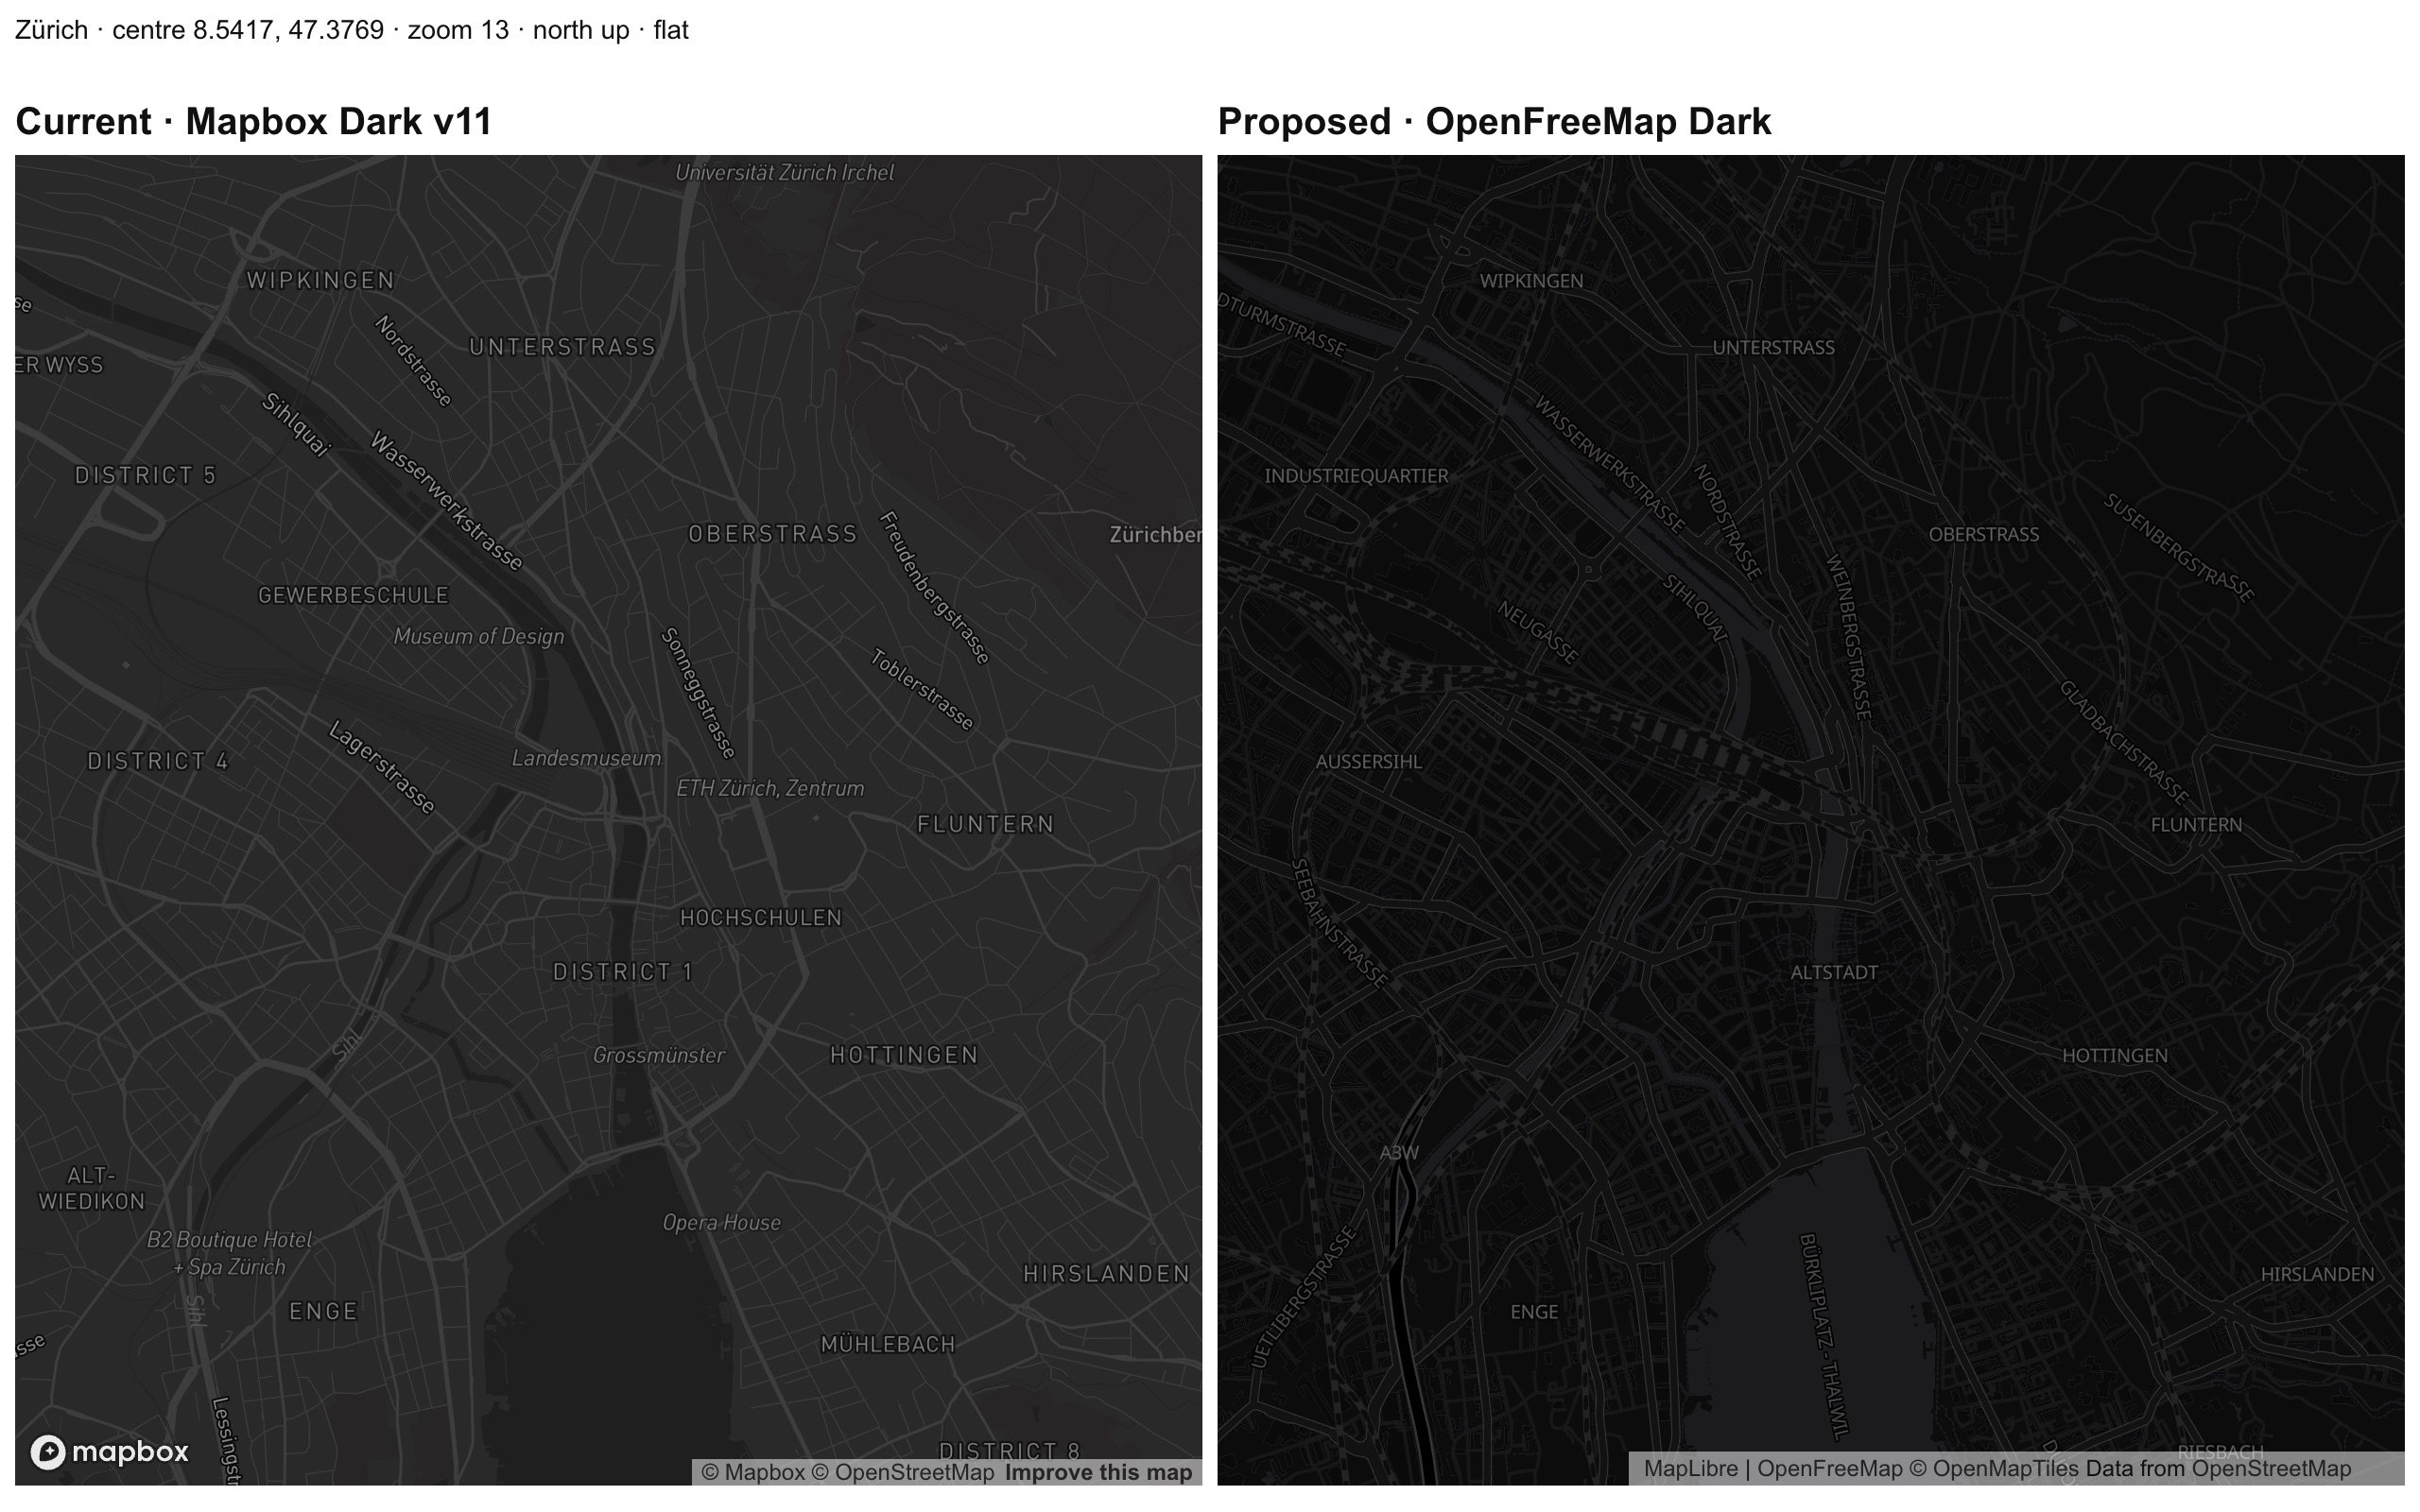 Zürich · centre 8.5417, 47.3769 · zoom 13 · north up · flat
Current · Mapbox Dark v11
Universität Zürich Irchel
WIPKINGEN
Nordstrasse
UNTERSTRASS
ER WYSS
Sihlquai
Wasserwerkstrasse
DISTRICT 5
OBERSTRASS
Freudenbergstrasse
Zürichber
GEWERBESCHULE
Museum of Design
Sonneggstrasse
Toblerstrasse
Lagerstrasse
Landesmuseum
DISTRICT 4
ETH Zürich, Zentrum
FLUNTERN
HOCHSCHULEN
DISTRICT 1
Sihl
Grossmünster
HOTTINGEN
ALT-
WIEDIKON
Opera House
B2 Boutique Hotel
+ Spa Zürich
Sihl
HIRSLANDEN
ENGE
MÜHLEBACH
sse
Lessingstr
DISTRICT 8
mapbox
© Mapbox © OpenStreetMap Improve this map
Proposed · OpenFreeMap Dark
WIPKINGEN
DTURMSTRASSE
UNTERSTRASS
WASSERWERKSTRASSE
INDUSTRIEQUARTIER
NORDSTRASSE
SUSENBERGSTRASSE
OBERSTRASS
WEINBERGSTRASSE
NEUGASSE
SIHLQUAI
GLADBACHSTRASSE
AUSSERSIHL
FLUNTERN
SEEBAHNSTRASSE
ALTSTADT
HOTTINGEN
A3W
UETLIBERGSTRASSE
BÜRKLIPLATZ - THALWIL
HIRSLANDEN
ENGE
RIESBACH
MapLibre | OpenFreeMap © OpenMapTiles Data from OpenStreetMap